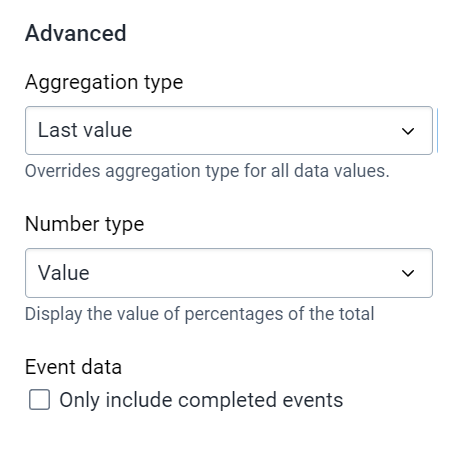 Advanced
Aggregation type
Last value
Overrides aggregation type for all data values.
Number type
Value
Display the value of percentages of the total
Event data
Only include completed events